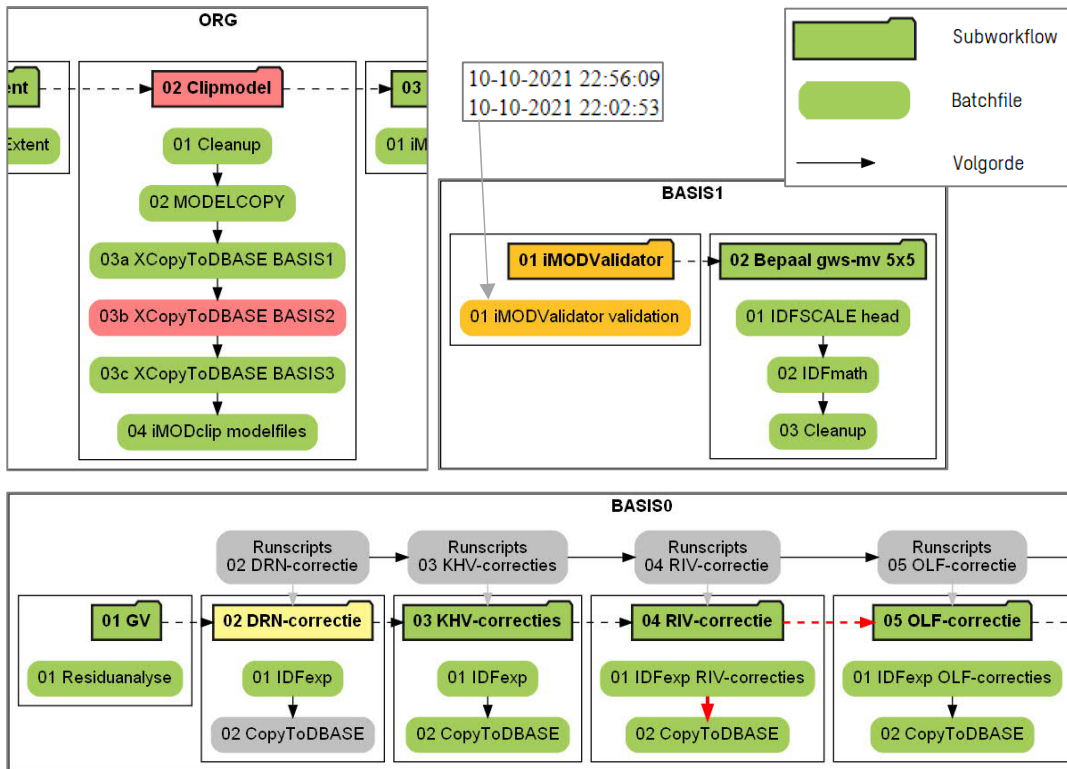 ORG
ent
02 Clipmodel
03
Extent
01 Cleanup
01 iM
02 MODELCOPY
03a XCopyToDBASE BASIS1
03b XCopyToDBASE BASIS2
03c XCopyToDBASE BASIS3
04 iMODclip modelfiles
10-10-2021 22:56:09
10-10-2021 22:02:53
Subworkflow
Batchfile
Volgorde
BASIS1
01 iMODValidator
02 Bepaal gws-mv 5x5
01 iMODValidator validation
01 IDFSCALE head
02 IDFmath
03 Cleanup
BASIS0
Runscripts
02 DRN-correctie
Runscripts
03 KHV-correcties
Runscripts
04 RIV-correctie
Runscripts
05 OLF-correctie
01 GV
02 DRN-correctie
03 KHV-correcties
04 RIV-correctie
05 OLF-correctie
01 Residuanalyse
01 IDFexp
01 IDFexp
01 IDFexp RIV-correcties
01 IDFexp OLF-correcties
02 CopyToDBASE
02 CopyToDBASE
02 CopyToDBASE
02 CopyToDBASE